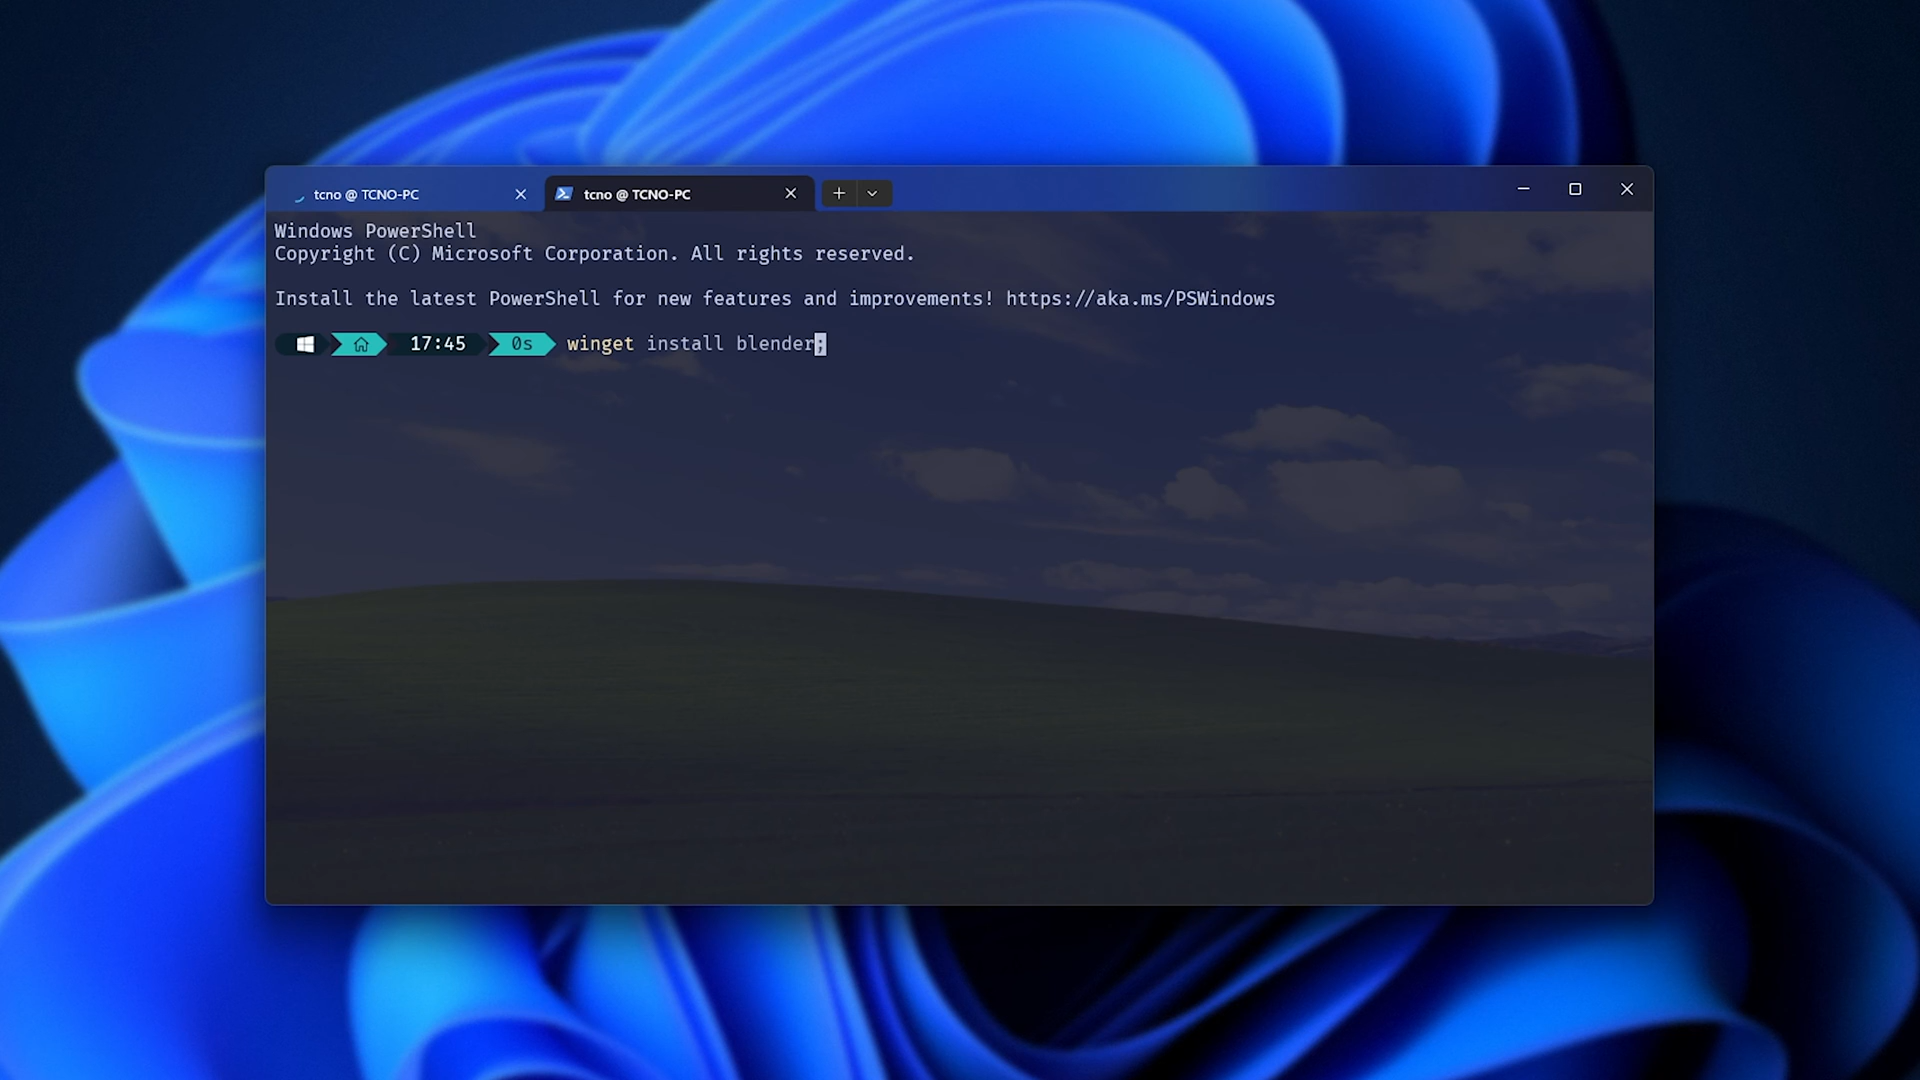 tcno @ TCNO-PC
tcno @ TCNO-PC
Windows PowerShell
Copyright (C) Microsoft Corporation. All rights reserved.
Install the latest PowerShell for new features and improvements! https://aka.ms/PSWindows
17:45 0s winget install blender;